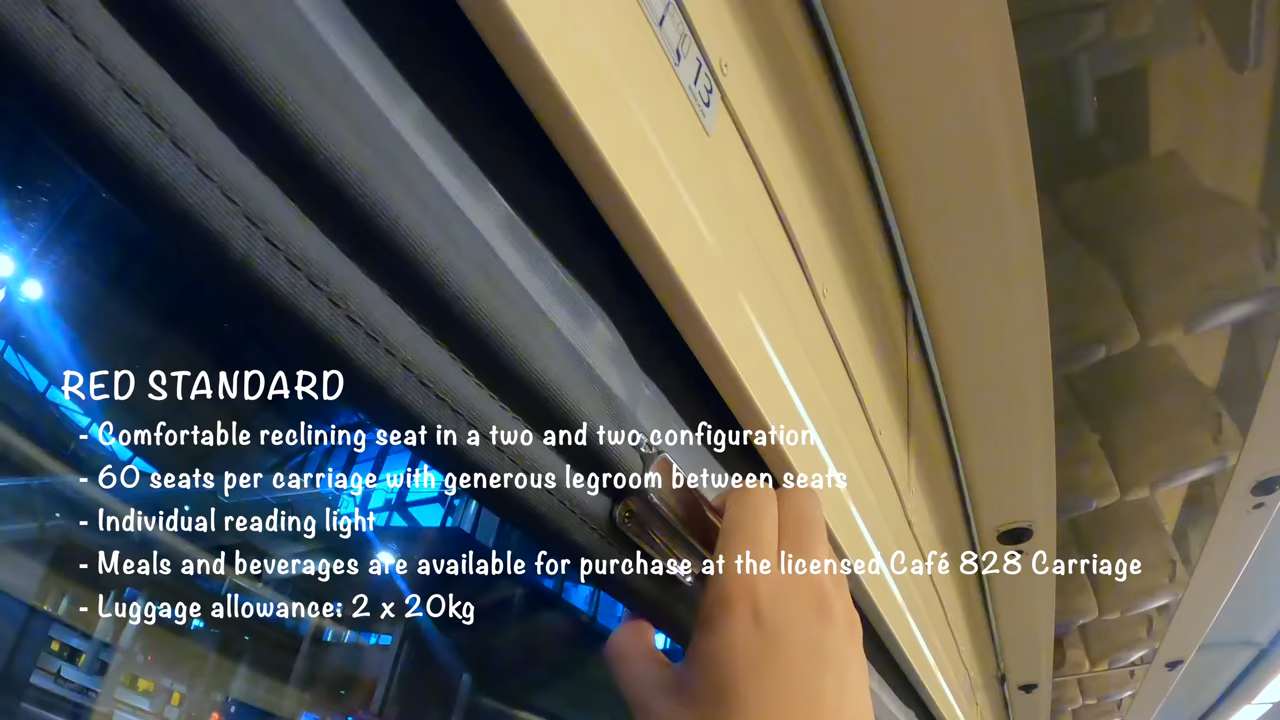 13
RED STANDARD
- Comfortable reclining seat in a two and two configuration
- 60 seats per carriage with generous legroom between seats
- Individual reading light
- Meals and beverages are available for purchase at the licensed Café 828 Carriage
- Luggage allowance: 2 x 20kg